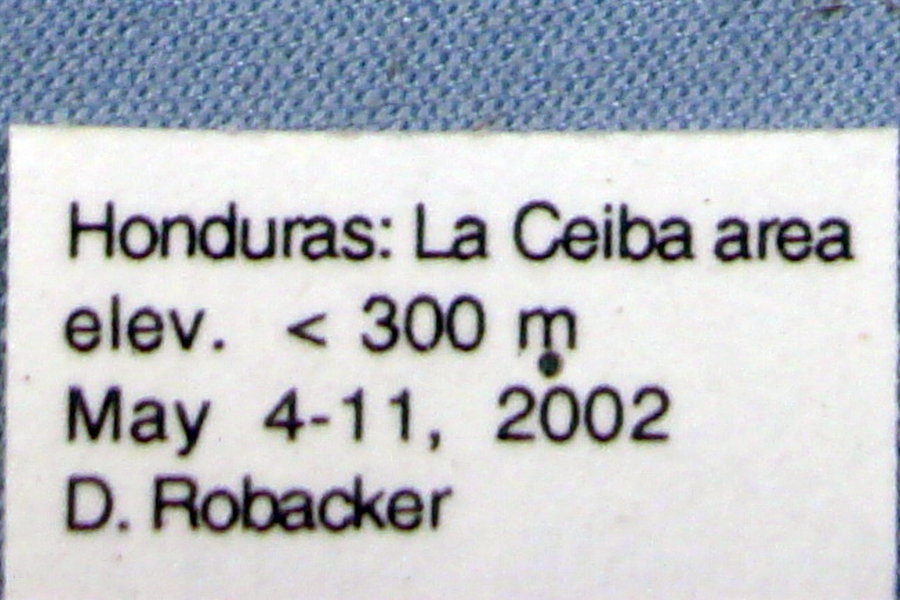 Honduras: La Ceiba area
elev. < 300 m
May 4-11, 2002
D. Robacker